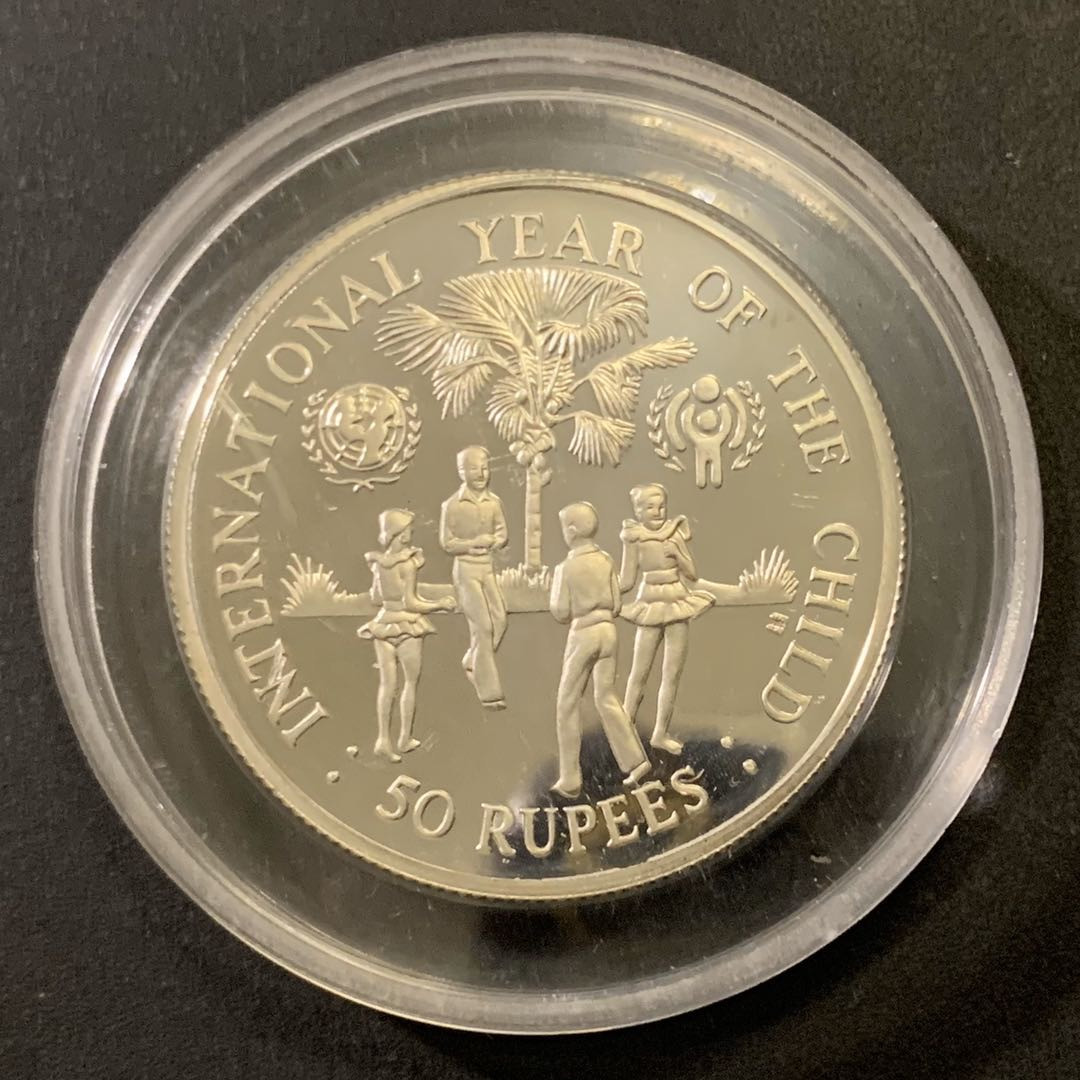 INTERNATIONAL YEAR OF THE CHILD
50 RUPEES